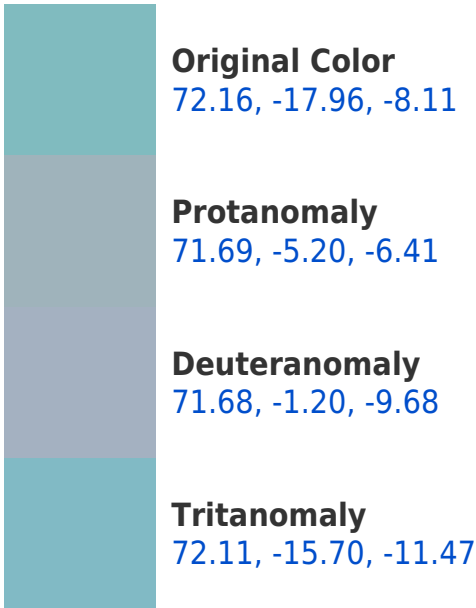 Original Color
72.16, -17.96, -8.11
Protanomaly
71.69, -5.20, -6.41
Deuteranomaly
71.68, -1.20, -9.68
Tritanomaly
72.11, -15.70, -11.47